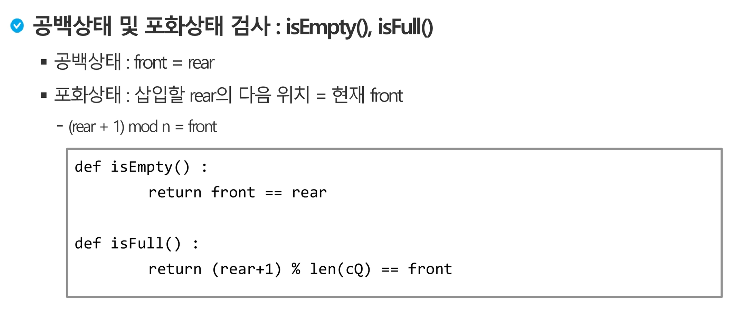 공백상태 및 포화상태 검사 : isEmpty(), isFull()
▪ 공백상태 : front = rear
▪ 포화상태 : 삽입할 rear의 다음 위치 = 현재 front
- (rear + 1) mod n = front
def isEmpty() :
return front == rear
def isFull() :
return (rear+1) % len(cQ) == front